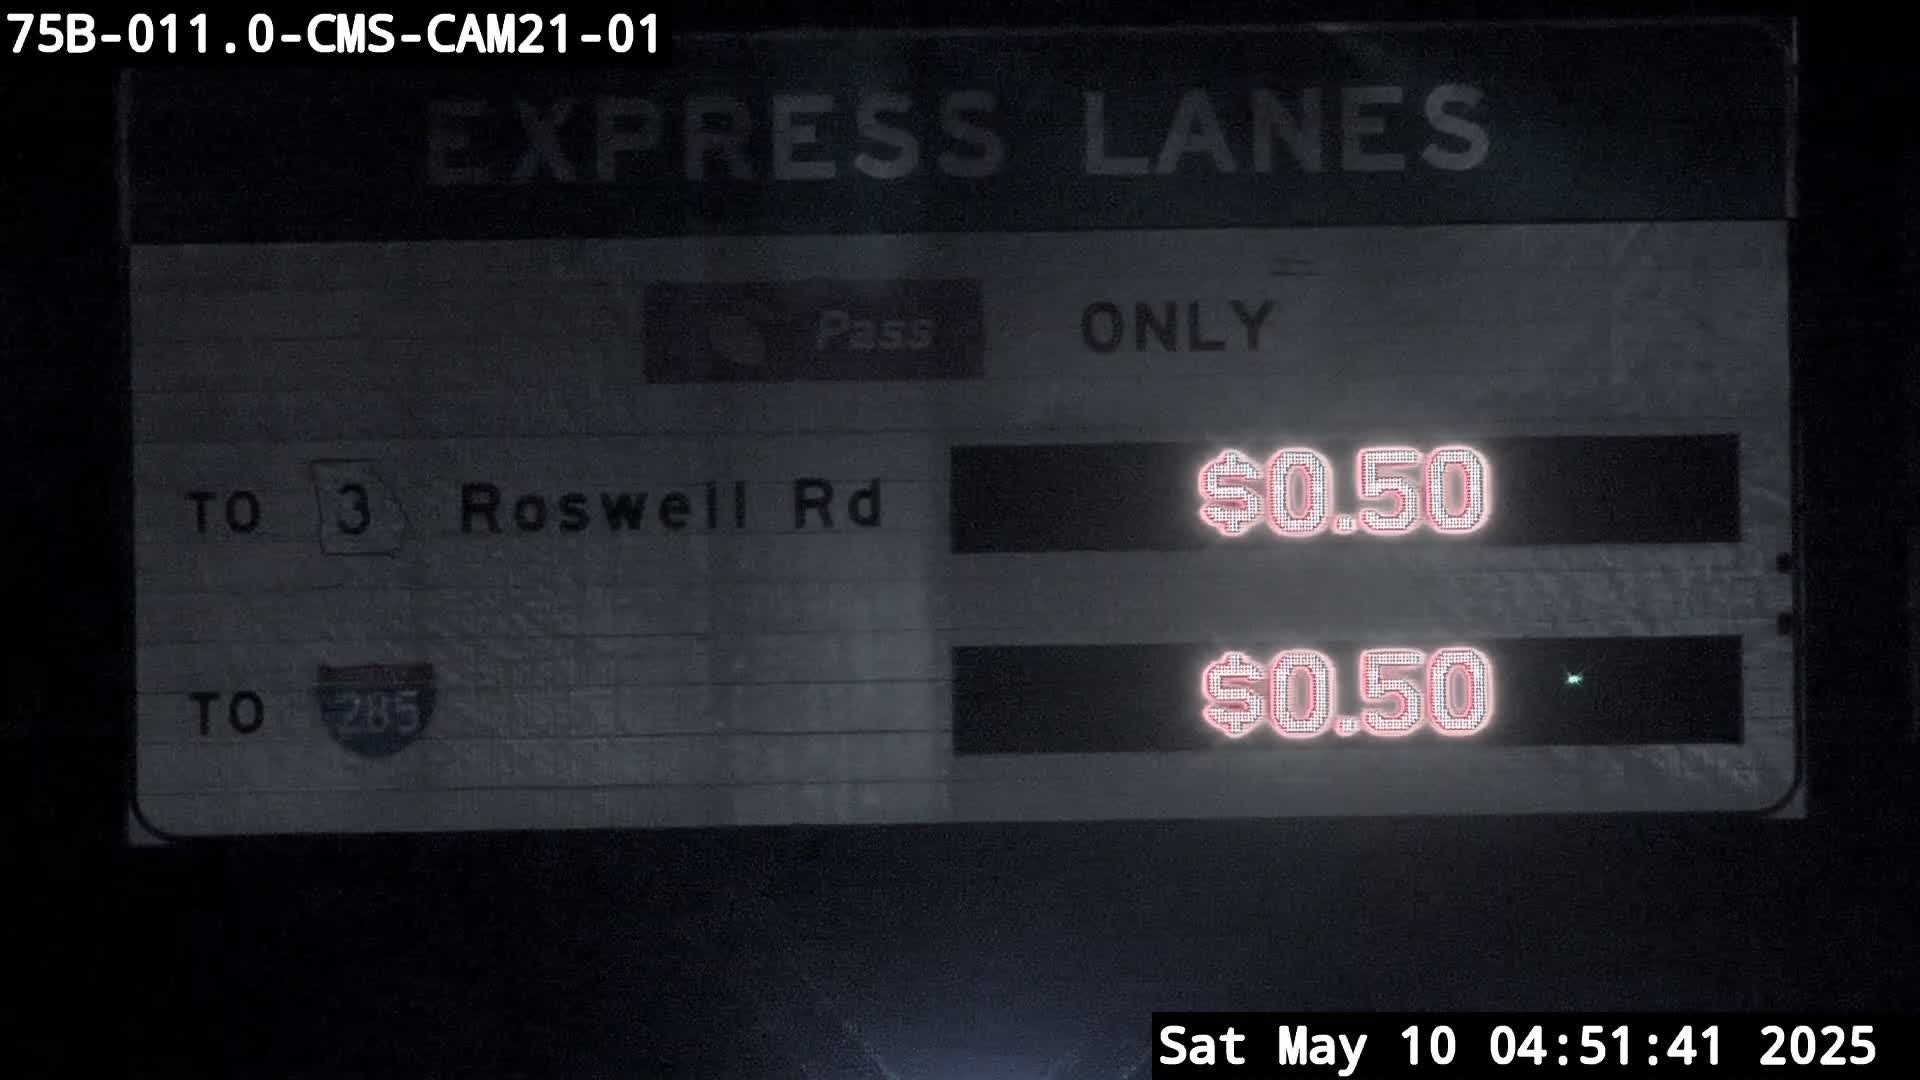 75B-011.0-CMS-CAM21-01
EXPRESS LANES
Pass ONLY
TO 3 Roswell Rd $0.50
TO 285 $0.50
Sat May 10 04:51:41 2025